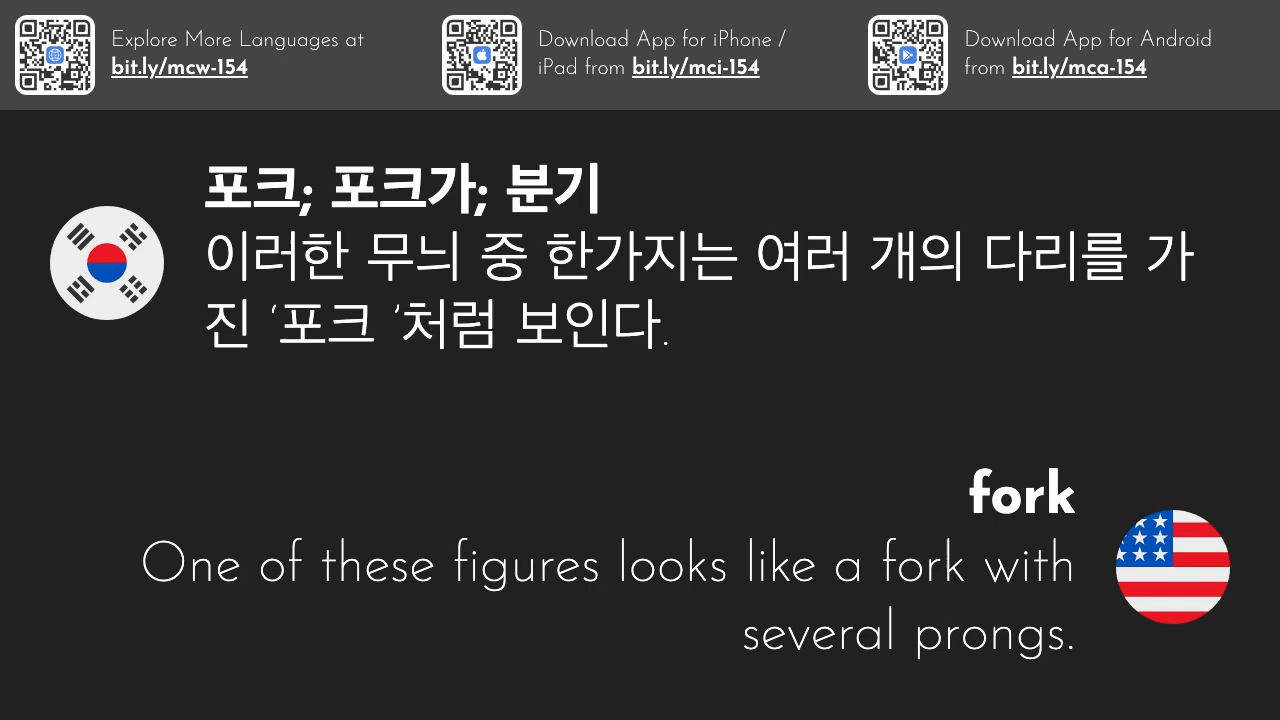 Explore More Languages at
bit.ly/mcw-154
Download App for iPhone /
iPad from bit.ly/mci-154
Download App for Android
from bit.ly/mca-154
포크; 포크가; 분기
이러한 무늬 중 한가지는 여러 개의 다리를 가
진 ‘포크 ’처럼 보인다.
fork
One of these figures looks like a fork with
several prongs.